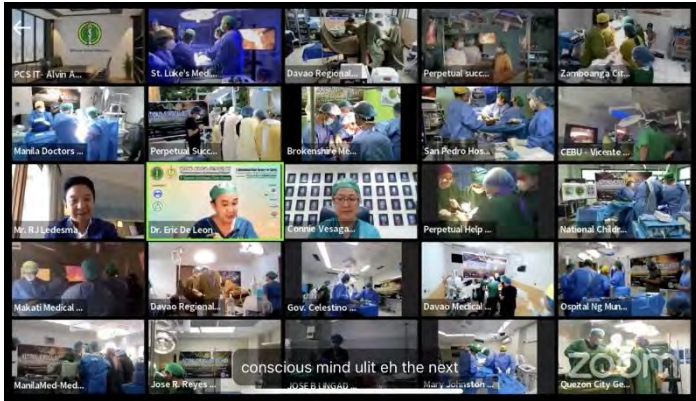 PCS IT- Alvin A...
St. Luke's Med...
Davao Regional...
Perpetual succ...
Zamboanga Cit...
Manila Doctors ...
Perpetual Succ...
Brokenshire Me...
San Pedro Hos...
CEBU - Vicente ...
Mr. RJ Ledesma
Dr. Eric De Leon
Connie Vesaga...
Perpetual Help ...
National Childr...
Makati Medical ...
Davao Regional...
Gov. Celestino ...
Davao Medical ...
Ospital Ng Mun...
ManilaMed-Med...
Jose R. Reyes ...
JOSE B LINGAD ...
Mary Johnston ...
Quezon City Ge...
conscious mind ulit eh the next
zoom